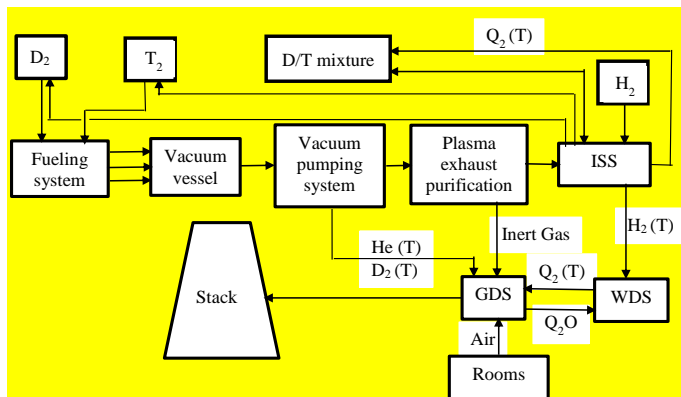 Q₂ (T)
D₂
T₂
D/T mixture
H₂
Fueling
system
Vacuum
vessel
Vacuum
pumping
system
Plasma
exhaust
purification
ISS
He (T)
D₂ (T)
Inert Gas
H₂(T)
Stack
GDS
Q₂ (T)
WDS
Q₂O
Air
Rooms